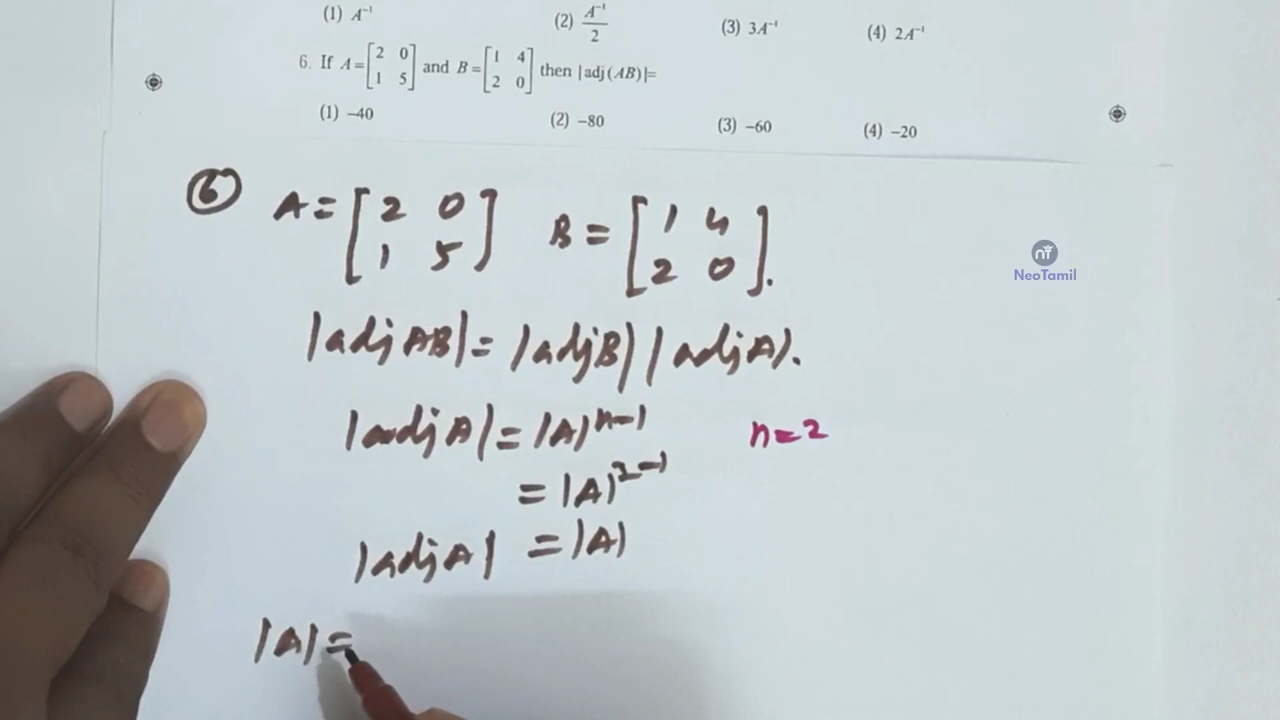 (1) A⁻¹ (2) A⁻¹/2 (3) 3A⁻¹ (4) 2A⁻¹
6. If A = [2 0; 1 5] and B = [1 4; 2 0] then |adj (AB)|=
(1) −40 (2) −80 (3) −60 (4) −20
⑥ A = [2 0; 1 5] B = [1 4; 2 0].
NeoTamil
|adj AB| = |adj B| |adj A|.
|adj A| = |A|ⁿ⁻¹ n = 2
= |A|²⁻¹
|adj A| = |A|
|A| =